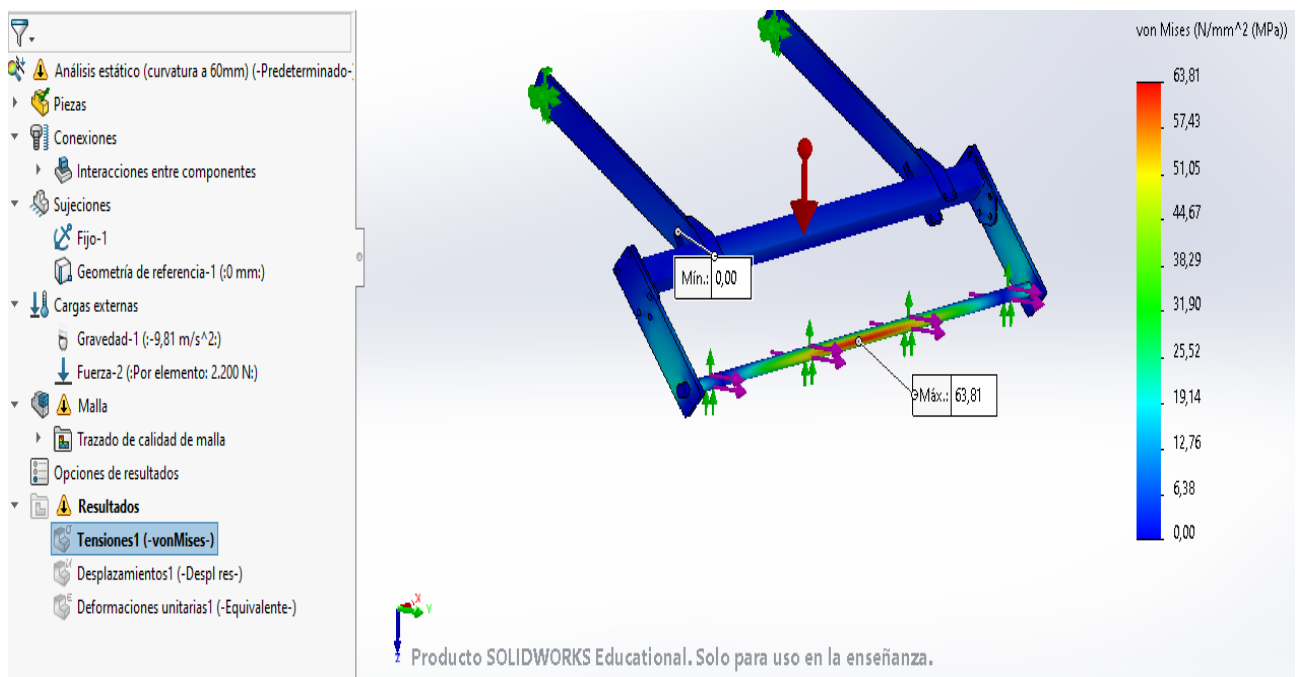 Análisis estático (curvatura a 60mm) (-Predeterminado-
Piezas
Conexiones
Interacciones entre componentes
Sujeciones
Fijo-1
Geometría de referencia-1 (:0 mm:)
Cargas externas
Gravedad-1 (:-9,81 m/s^2:)
Fuerza-2 (:Por elemento: 2.200 N:)
Malla
Trazado de calidad de malla
Opciones de resultados
Resultados
Tensiones1 (-vonMises-)
Desplazamientos1 (-Despl res-)
Deformaciones unitarias1 (-Equivalente-)
Mín.: 0,00
Máx.: 63,81
von Mises (N/mm^2 (MPa))
63,81
57,43
51,05
44,67
38,29
31,90
25,52
19,14
12,76
6,38
0,00
X
Y
Z
Producto SOLIDWORKS Educational. Solo para uso en la enseñanza.